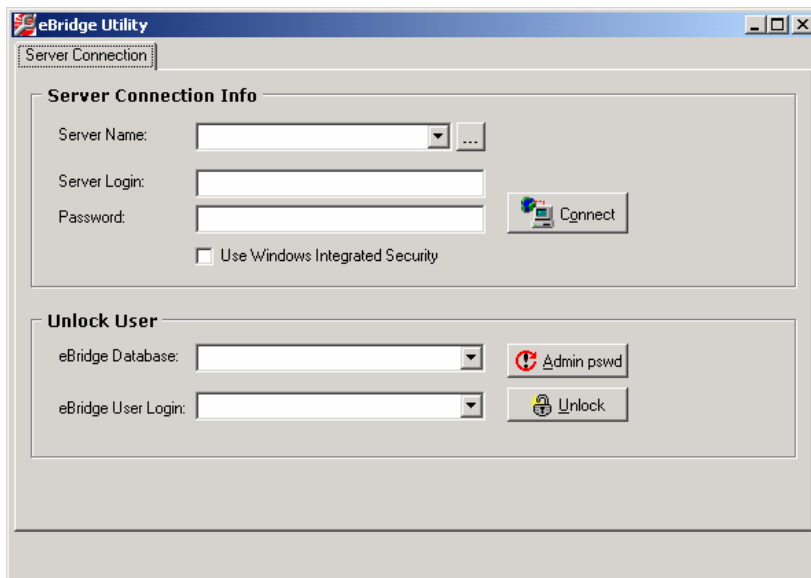 eBridge Utility
Server Connection
Server Connection Info
Server Name:
...
Server Login:
Password:
Connect
Use Windows Integrated Security
Unlock User
eBridge Database:
Admin pswd
eBridge User Login:
Unlock